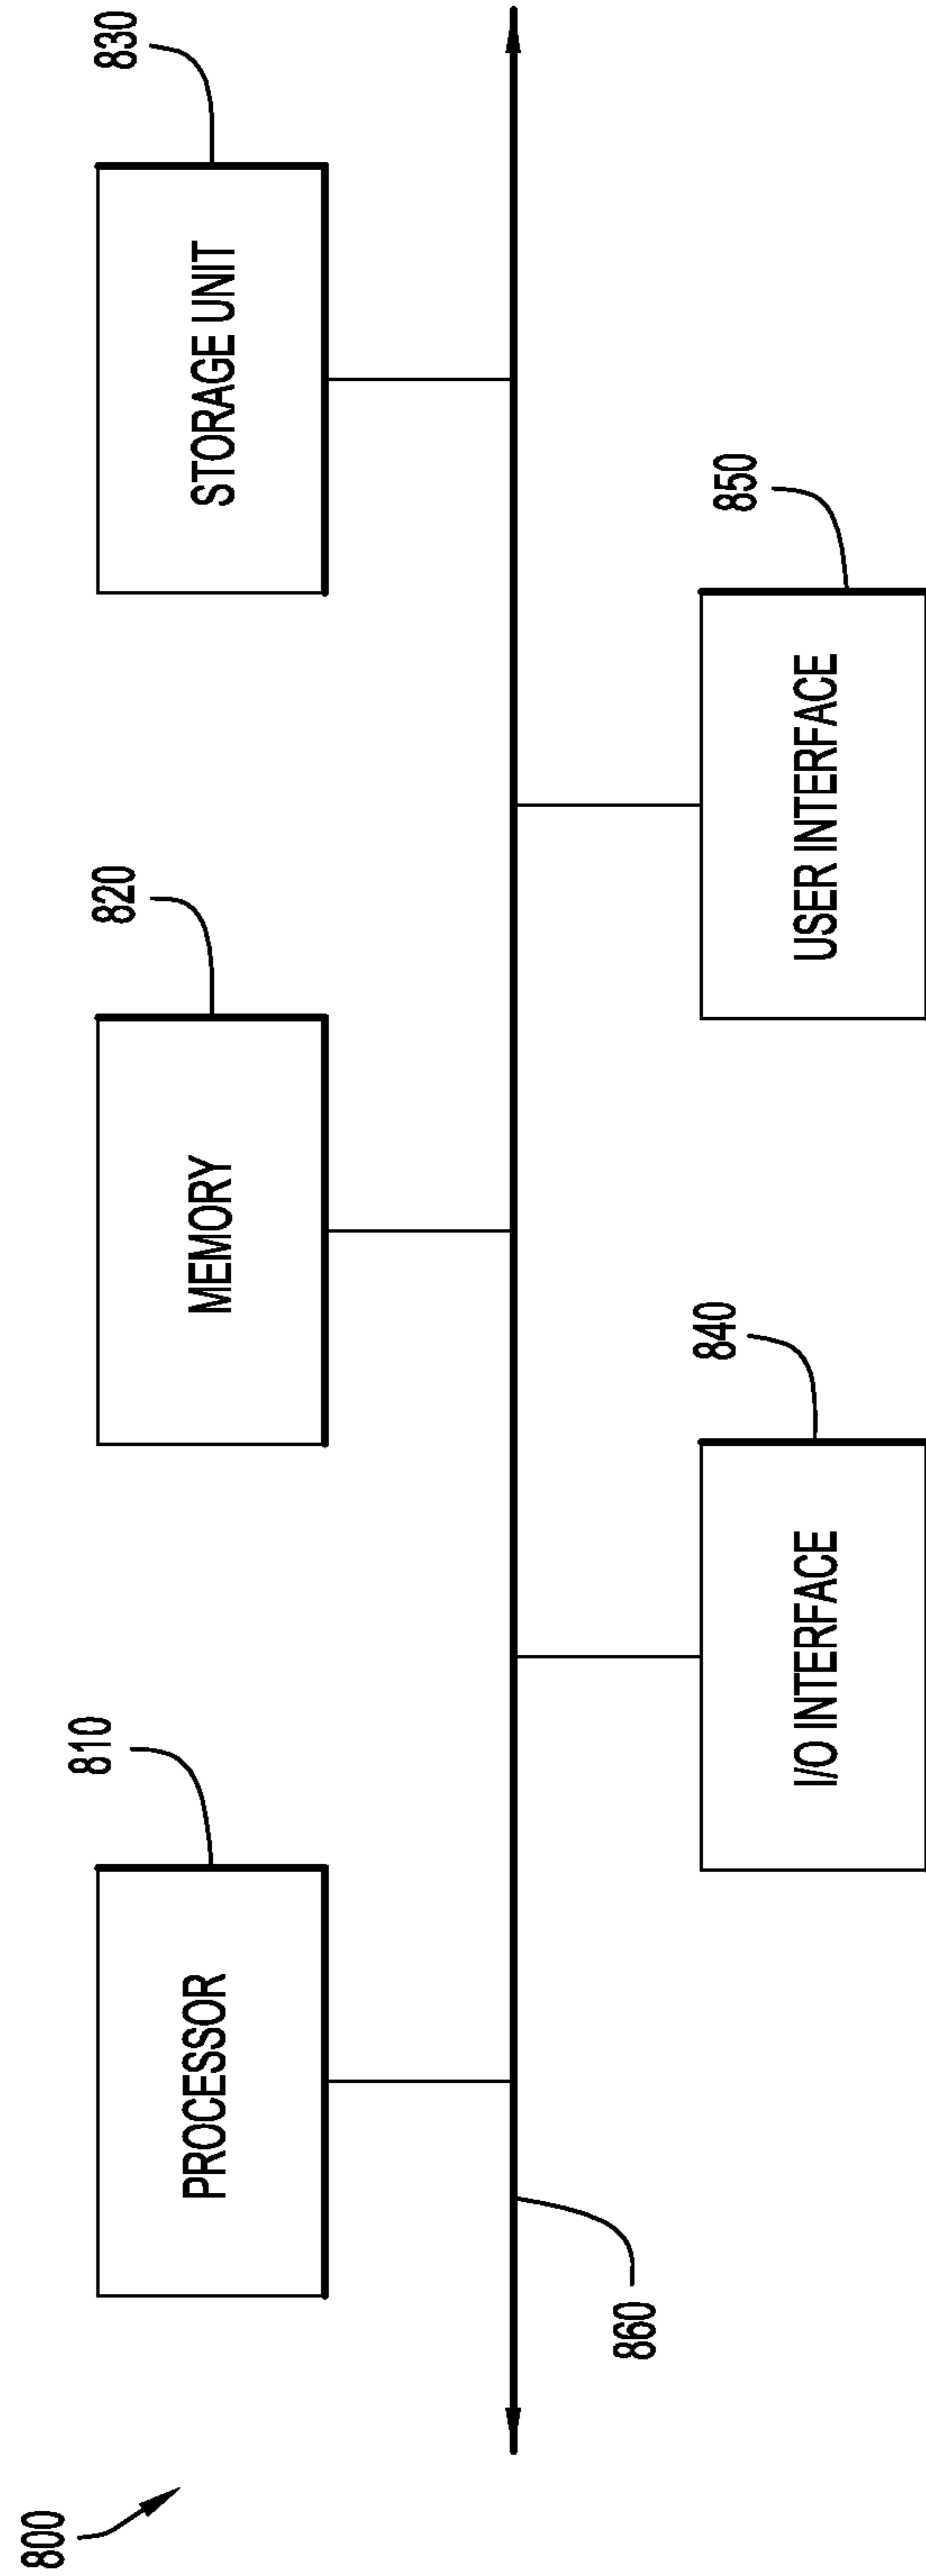 800
810
PROCESSOR
820
MEMORY
830
STORAGE UNIT
860
840
I/O INTERFACE
850
USER INTERFACE